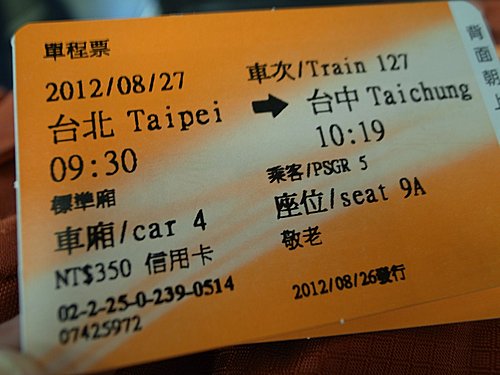 單程票
2012/08/27 車次/Train 127
台北 Taipei → 台中 Taichung
09:30 10:19
標準廂 乘客/PSGR 5
車廂/car 4 座位/seat 9A
NT$350 信用卡 敬老
02-2-25-0-239-0514 2012/08/26發行
07425972
背面朝